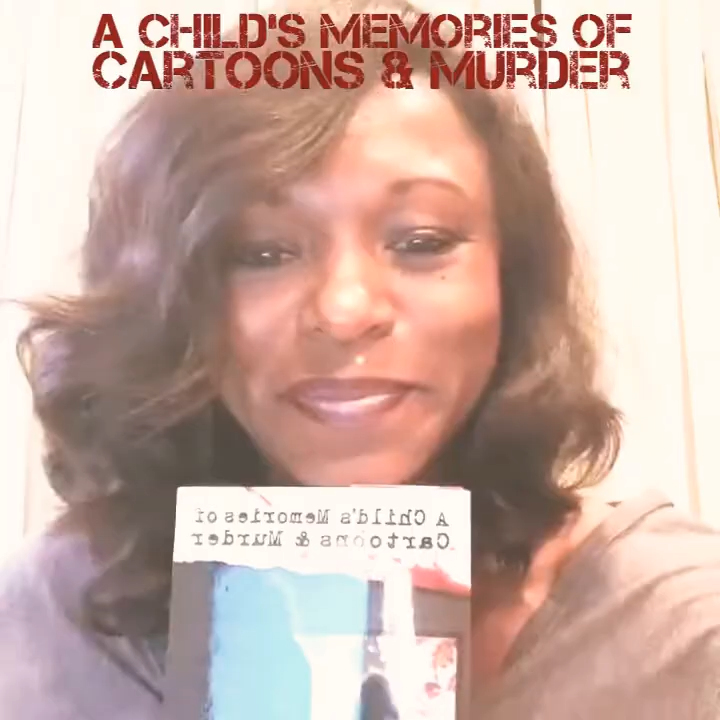 A CHILD'S MEMORIES OF
CARTOONS & MURDER
A Child's Memories of
Cartoons & Murder